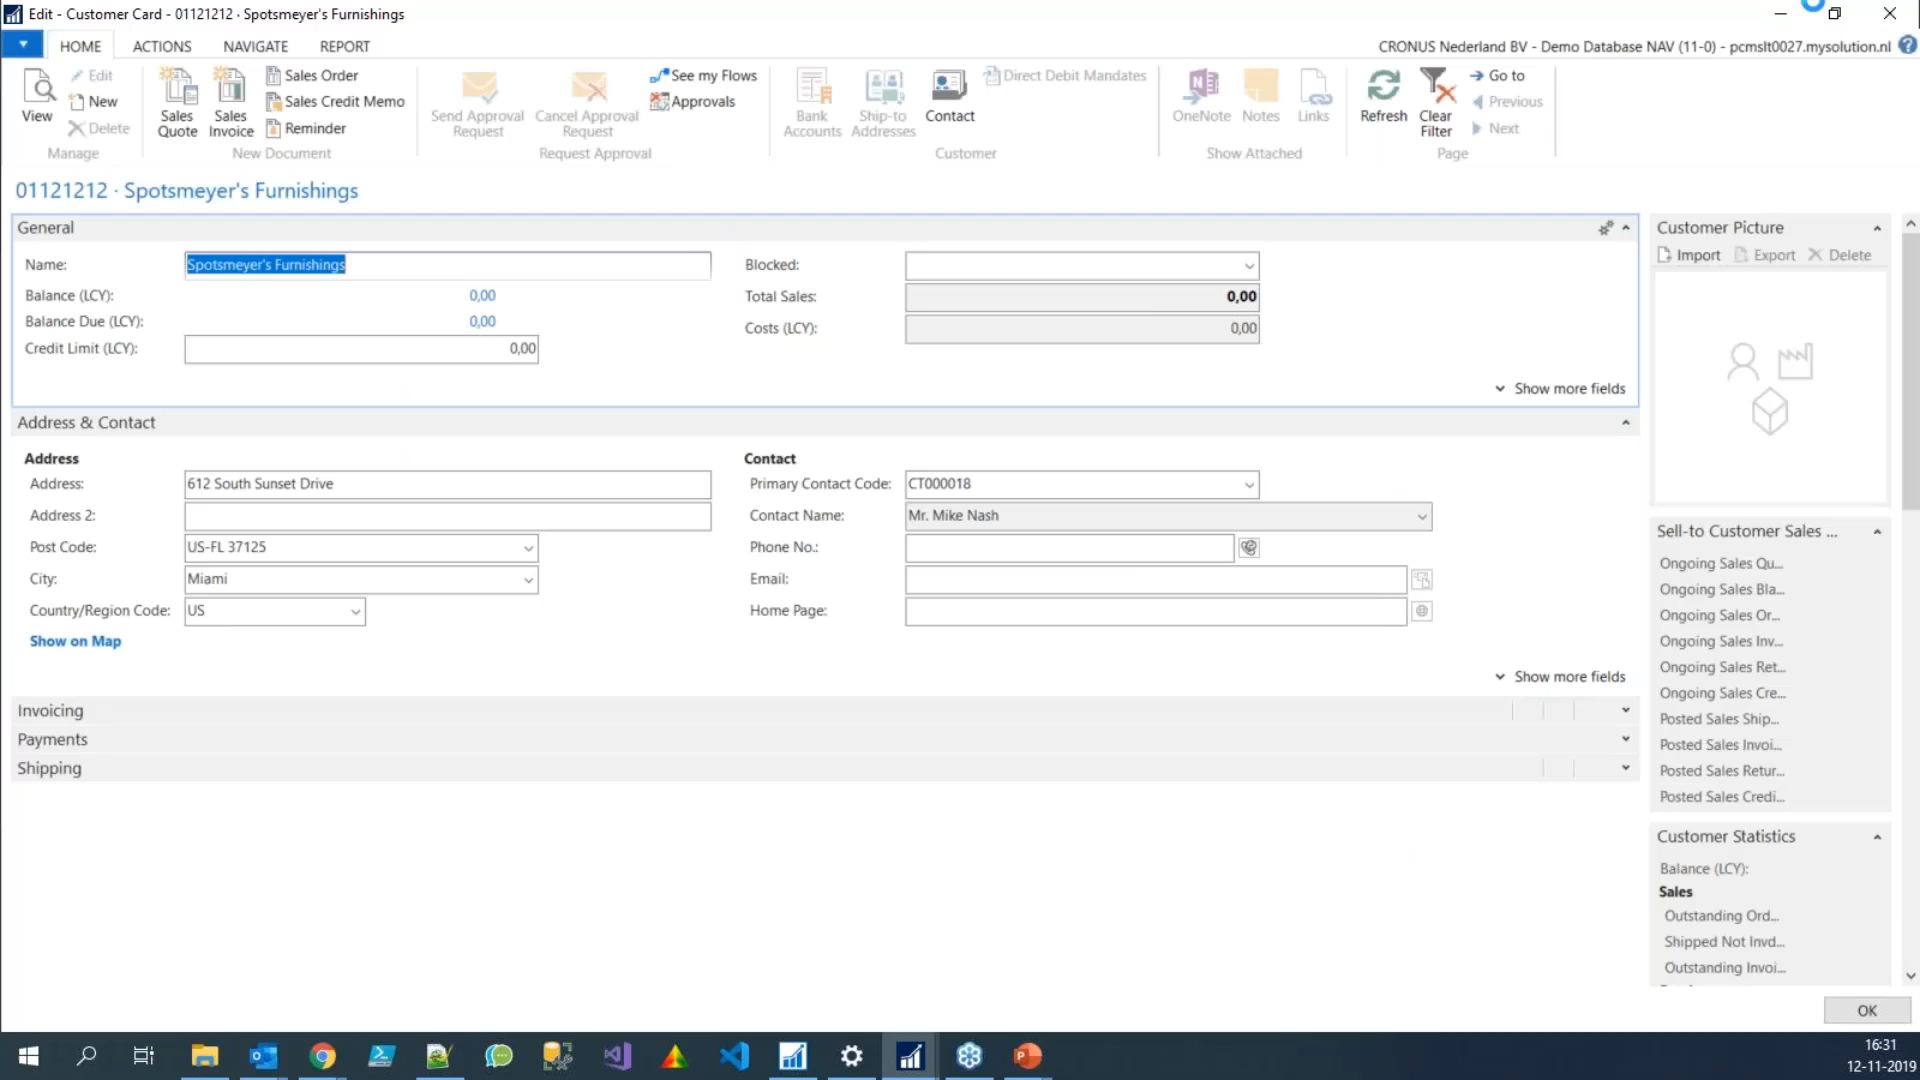 Edit - Customer Card - 01121212 · Spotsmeyer's Furnishings
HOME ACTIONS NAVIGATE REPORT
CRONUS Nederland BV - Demo Database NAV (11-0) - pcmslt0027.mysolution.nl
View
Edit
New
Delete
Manage
Sales Quote
Sales Invoice
Sales Order
Sales Credit Memo
Reminder
New Document
Send Approval Request
Cancel Approval Request
See my Flows
Approvals
Request Approval
Bank Accounts
Ship-to Addresses
Contact
Direct Debit Mandates
Customer
OneNote
Notes
Links
Show Attached
Refresh
Clear Filter
Go to
Previous
Next
Page
01121212 · Spotsmeyer's Furnishings
General
Name: Spotsmeyer's Furnishings
Balance (LCY): 0,00
Balance Due (LCY): 0,00
Credit Limit (LCY): 0,00
Blocked:
Total Sales: 0,00
Costs (LCY): 0,00
Show more fields
Address & Contact
Address
Address: 612 South Sunset Drive
Address 2:
Post Code: US-FL 37125
City: Miami
Country/Region Code: US
Show on Map
Contact
Primary Contact Code: CT000018
Contact Name: Mr. Mike Nash
Phone No.:
Email:
Home Page:
Show more fields
Invoicing
Payments
Shipping
Customer Picture
Import Export Delete
Sell-to Customer Sales ...
Ongoing Sales Qu...
Ongoing Sales Bla...
Ongoing Sales Or...
Ongoing Sales Inv...
Ongoing Sales Ret...
Ongoing Sales Cre...
Posted Sales Ship...
Posted Sales Invoi...
Posted Sales Retur...
Posted Sales Credi...
Customer Statistics
Balance (LCY):
Sales
Outstanding Ord...
Shipped Not Invd...
Outstanding Invoi...
OK
16:31
12-11-2019